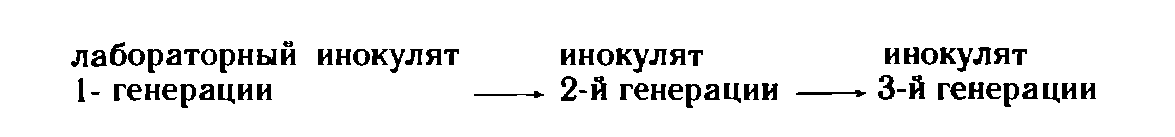 лабораторный инокулят инокулят инокулят
1- генерации → 2-й генерации → 3-й генерации